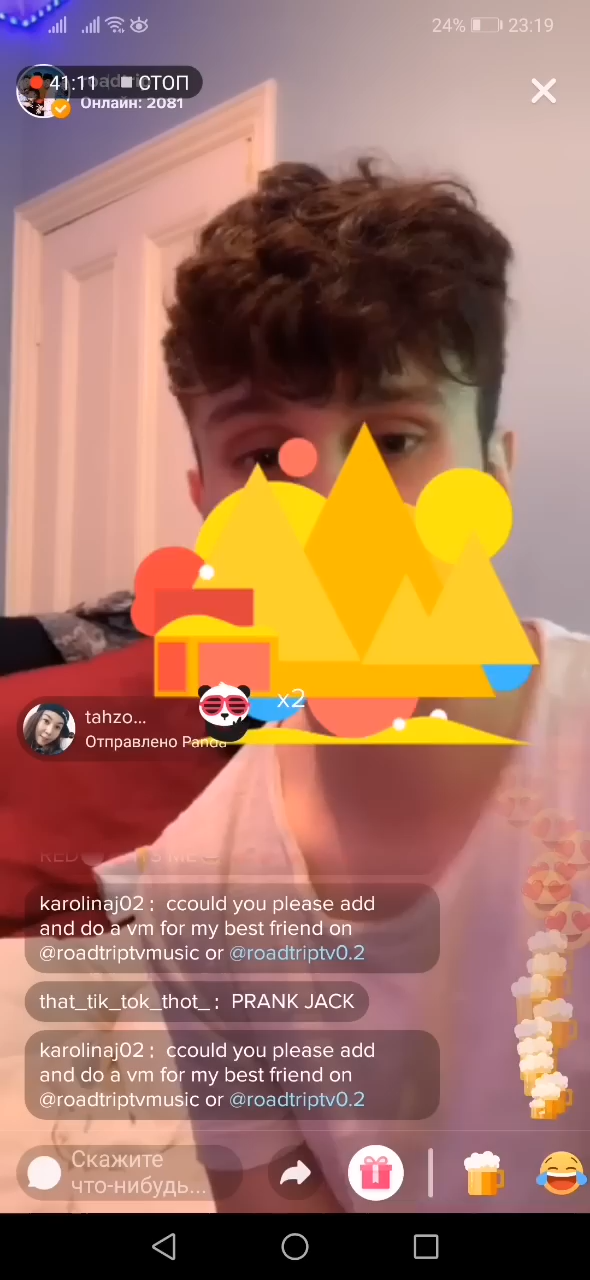 24% 23:19
41:11 СТОП
Онлайн: 2081
x2
tahzo...
Отправлено Panda
karolinaj02 : ccould you please add
and do a vm for my best friend on
@roadtriptvmusic or @roadtriptv0.2
that_tik_tok_thot_ : PRANK JACK
karolinaj02 : ccould you please add
and do a vm for my best friend on
@roadtriptvmusic or @roadtriptv0.2
Скажите
что-нибудь...